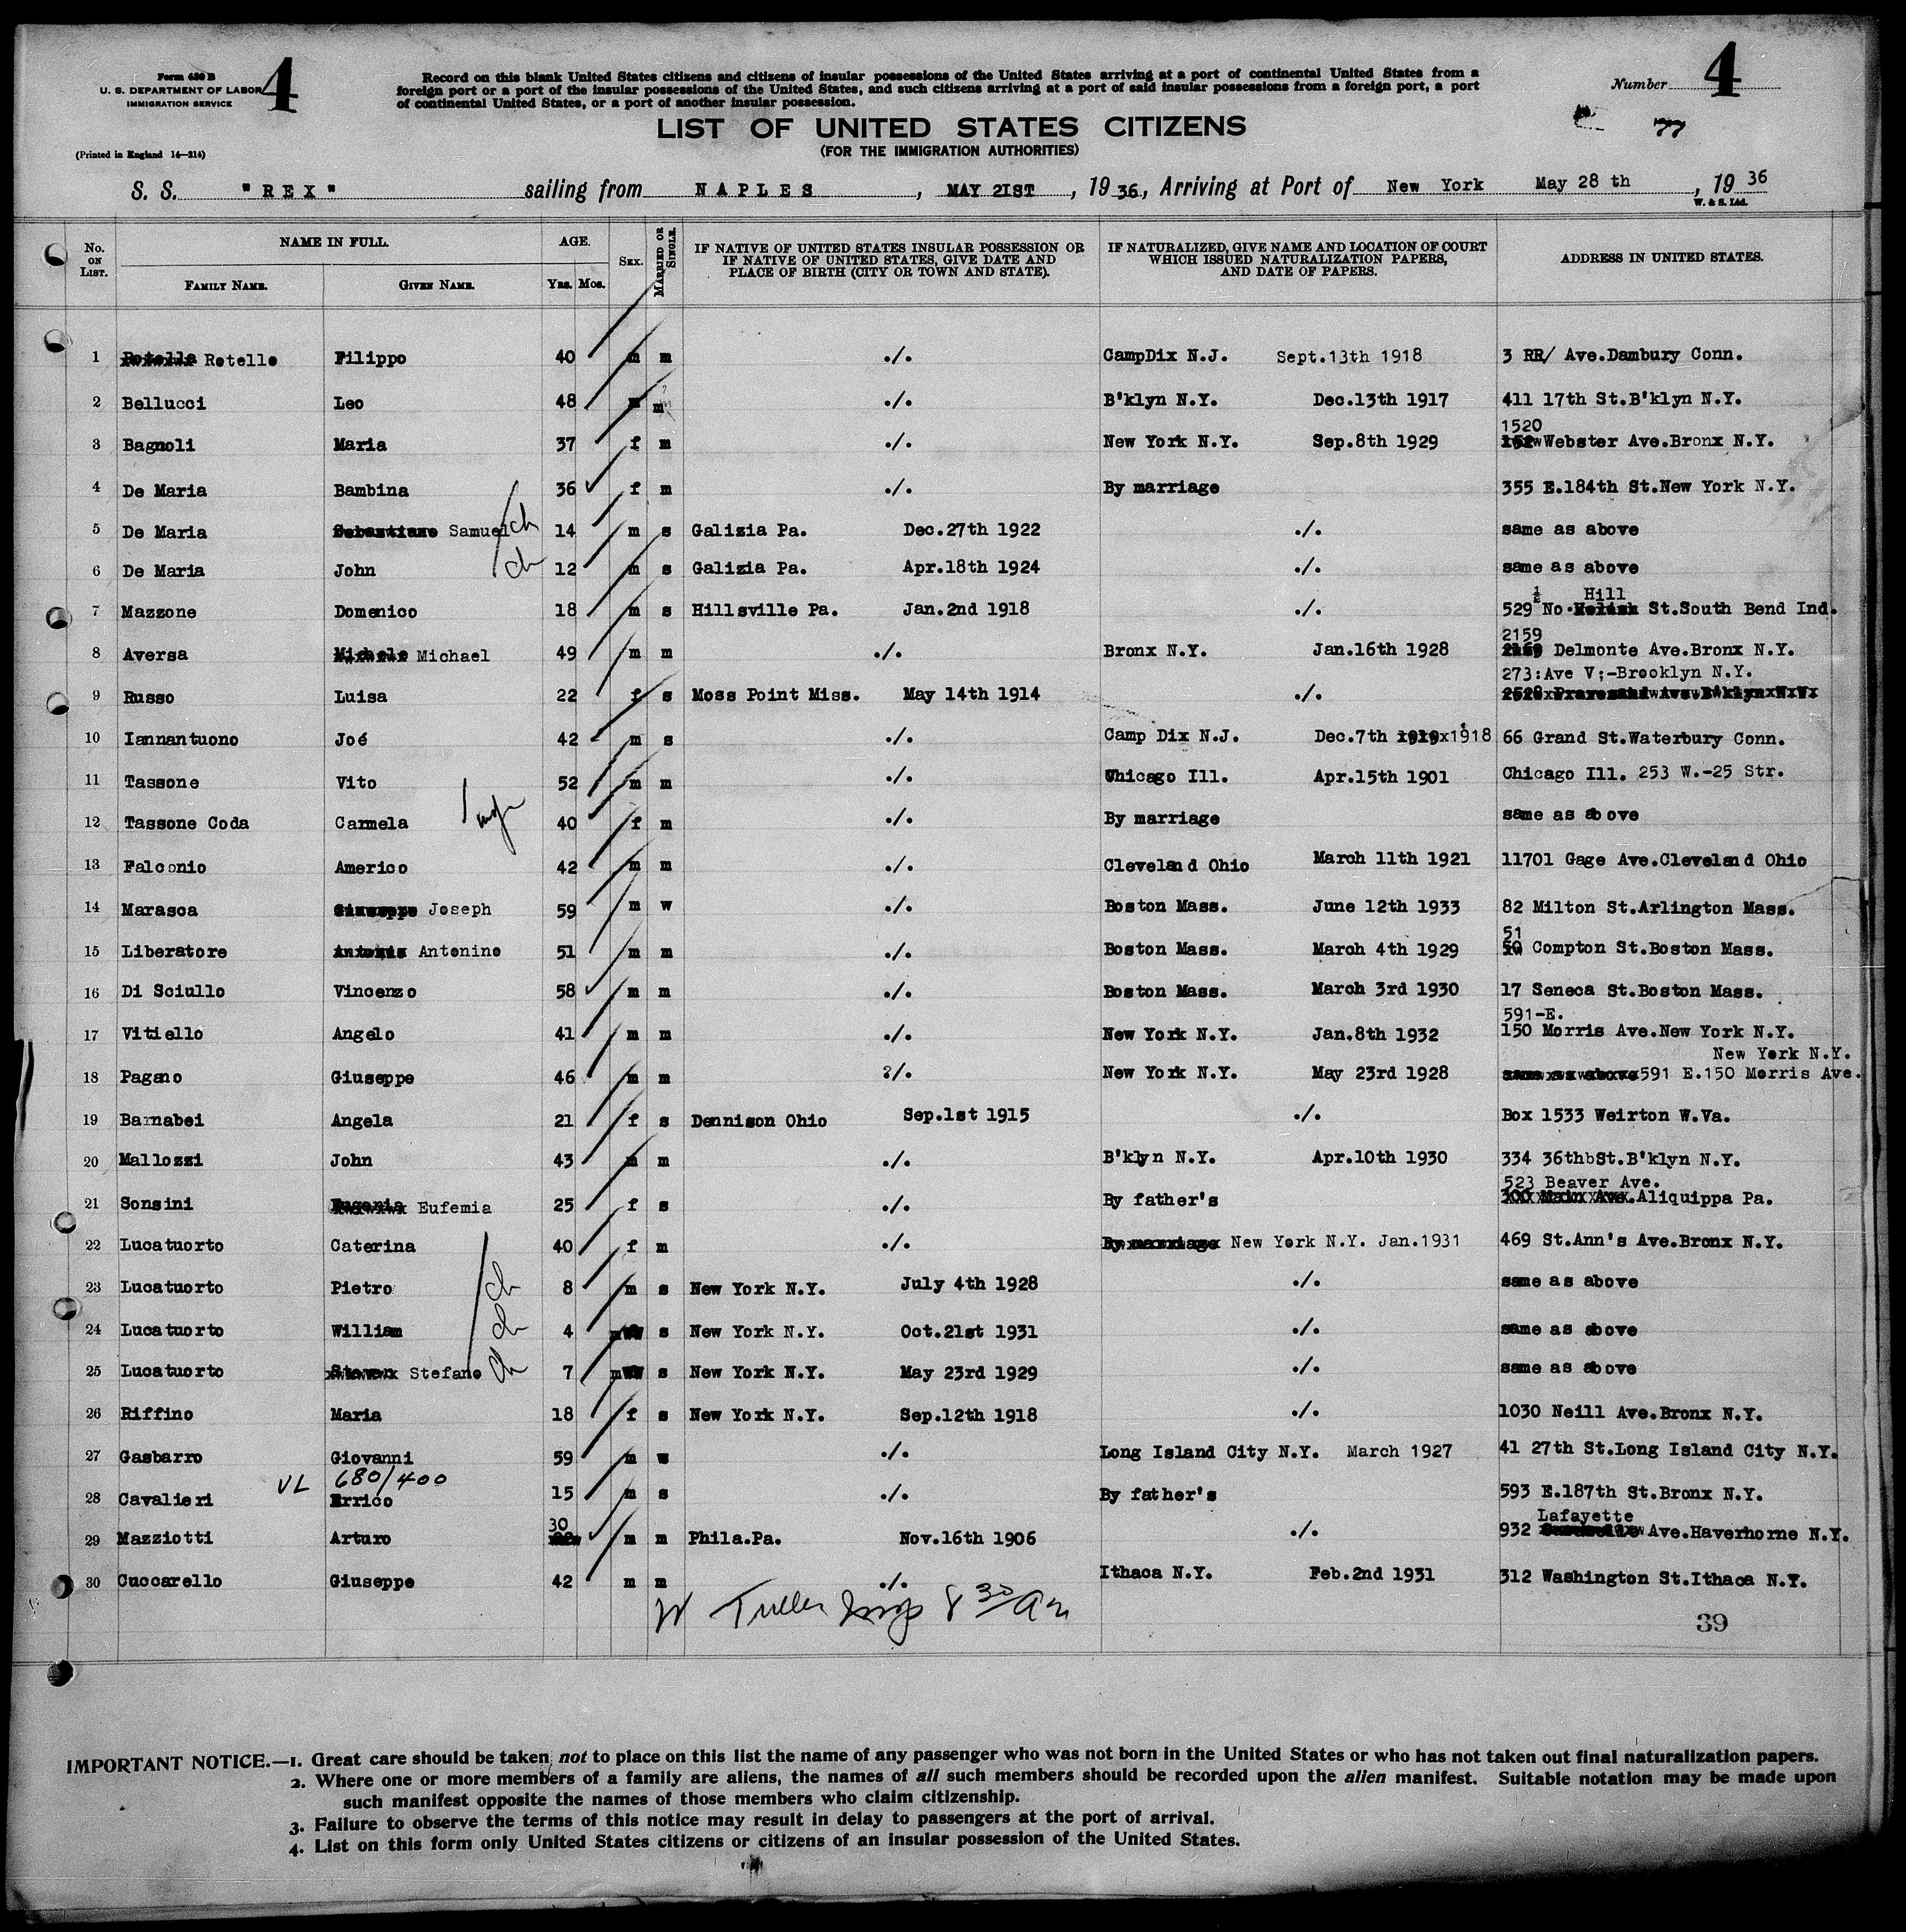 Form 630 B
U. S. DEPARTMENT OF LABOR
IMMIGRATION SERVICE
4
(Printed in England 14—214)
Record on this blank United States citizens and citizens of insular possessions of the United States arriving at a port of continental United States from a
foreign port or a port of the insular possessions of the United States, and such citizens arriving at a port of said insular possessions from a foreign port, a port
of continental United States, or a port of another insular possession.
Number 4
77
LIST OF UNITED STATES CITIZENS
(FOR THE IMMIGRATION AUTHORITIES)
S. S. "REX" sailing from NAPLES, MAY 21ST, 1936, Arriving at Port of New York May 28 th, 1936
W. & S. Ltd.
No. ON LIST. NAME IN FULL. FAMILY NAME. GIVEN NAME. AGE. YRS. MOS. SEX. MARRIED OR SINGLE. IF NATIVE OF UNITED STATES INSULAR POSSESSION OR IF NATIVE OF UNITED STATES, GIVE DATE AND PLACE OF BIRTH (CITY OR TOWN AND STATE). IF NATURALIZED, GIVE NAME AND LOCATION OF COURT WHICH ISSUED NATURALIZATION PAPERS, AND DATE OF PAPERS. ADDRESS IN UNITED STATES.
1 Rotella Rotello Filippo 40 m m ./. CampDix N.J. Sept.13th 1918 3 RR/ Ave.Dambury Conn.
2 Bellucci Leo 48 m m ./. B'klyn N.Y. Dec.13th 1917 411 17th St.B'klyn N.Y.
1520
3 Bagnoli Maria 37 f m ./. New York N.Y. Sep.8th 1929 152 Webster Ave.Bronx N.Y.
4 De Maria Bambina 36 f m ./. By marriage 355 E.184th St.New York N.Y.
5 De Maria Sebastiano Samuel ch 14 m s Galizia Pa. Dec.27th 1922 ./. same as above
6 De Maria John ch 12 m s Galizia Pa. Apr.18th 1924 ./. same as above
½ Hill
7 Mazzone Domenico 18 m s Hillsville Pa. Jan.2nd 1918 ./. 529 No. St.South Bend Ind.
2159
8 Aversa Michele Michael 49 m m ./. Bronx N.Y. Jan.16th 1928 Delmonte Ave.Bronx N.Y.
273:Ave V;-Brooklyn N.Y.
9 Russo Luisa 22 f s Moss Point Miss. May 14th 1914 ./.
10 Iannantuono Joé 42 m s ./. Camp Dix N.J. Dec.7th 1919 1918 66 Grand St.Waterbury Conn.
11 Tassone Vito 52 m m ./. Chicago Ill. Apr.15th 1901 Chicago Ill. 253 W.-25 Str.
12 Tassone Coda Carmela 40 f m ./. By marriage same as above
13 Falconio Americo 42 m m ./. Cleveland Ohio March 11th 1921 11701 Gage Ave.Cleveland Ohio
14 Marasca Giuseppe Joseph 59 m w ./. Boston Mass. June 12th 1933 82 Milton St.Arlington Mass.
51
15 Liberatore Antonio Antonino 51 m m ./. Boston Mass. March 4th 1929 50 Compton St.Boston Mass.
16 Di Sciullo Vincenzo 58 m m ./. Boston Mass. March 3rd 1930 17 Seneca St.Boston Mass.
591-E.
17 Vitiello Angelo 41 m m ./. New York N.Y. Jan.8th 1932 150 Morris Ave.New York N.Y.
New York N.Y.
18 Pagano Giuseppe 46 m m ?/. New York N.Y. May 23rd 1928 same as above 591 E.150 Morris Ave.
19 Barnabei Angela 21 f s Dennison Ohio Sep.1st 1915 ./. Box 1533 Weirton W.Va.
20 Mallozzi John 43 m m ./. B'klyn N.Y. Apr.10th 1930 334 36thbSt.B'klyn N.Y.
523 Beaver Ave.
21 Sonsini Eugenia Eufemia 25 f s ./. By father's 300 Main Ave.Aliquippa Pa.
22 Lucatuorto Caterina 40 f m ./. By marriage New York N.Y. Jan.1931 469 St.Ann's Ave.Bronx N.Y.
23 Lucatuorto Pietro ch 8 m s New York N.Y. July 4th 1928 ./. same as above
24 Lucatuorto William ch 4 m s New York N.Y. Oct.21st 1931 ./. same as above
25 Lucatuorto Steven Stefano ch 7 m s New York N.Y. May 23rd 1929 ./. same as above
26 Riffino Maria 18 f s New York N.Y. Sep.12th 1918 ./. 1030 Neill Ave.Bronx N.Y.
27 Gasbarro Giovanni 59 m w ./. Long Island City N.Y. March 1927 41 27th St.Long Island City N.Y.
VL 680/400
28 Cavalieri Errico 15 m s ./. By father's 593 E.187th St.Bronx N.Y.
30 Lafayette
29 Mazziotti Arturo m m Phila.Pa. Nov.16th 1906 ./. 932 Ave.Haverhorne N.Y.
30 Cuccarello Giuseppe 42 m m ./. Ithaca N.Y. Feb.2nd 1931 312 Washington St.Ithaca N.Y.
8 30 am
39
IMPORTANT NOTICE.—1. Great care should be taken not to place on this list the name of any passenger who was not born in the United States or who has not taken out final naturalization papers.
2. Where one or more members of a family are aliens, the names of all such members should be recorded upon the alien manifest. Suitable notation may be made upon
such manifest opposite the names of those members who claim citizenship.
3. Failure to observe the terms of this notice may result in delay to passengers at the port of arrival.
4. List on this form only United States citizens or citizens of an insular possession of the United States.